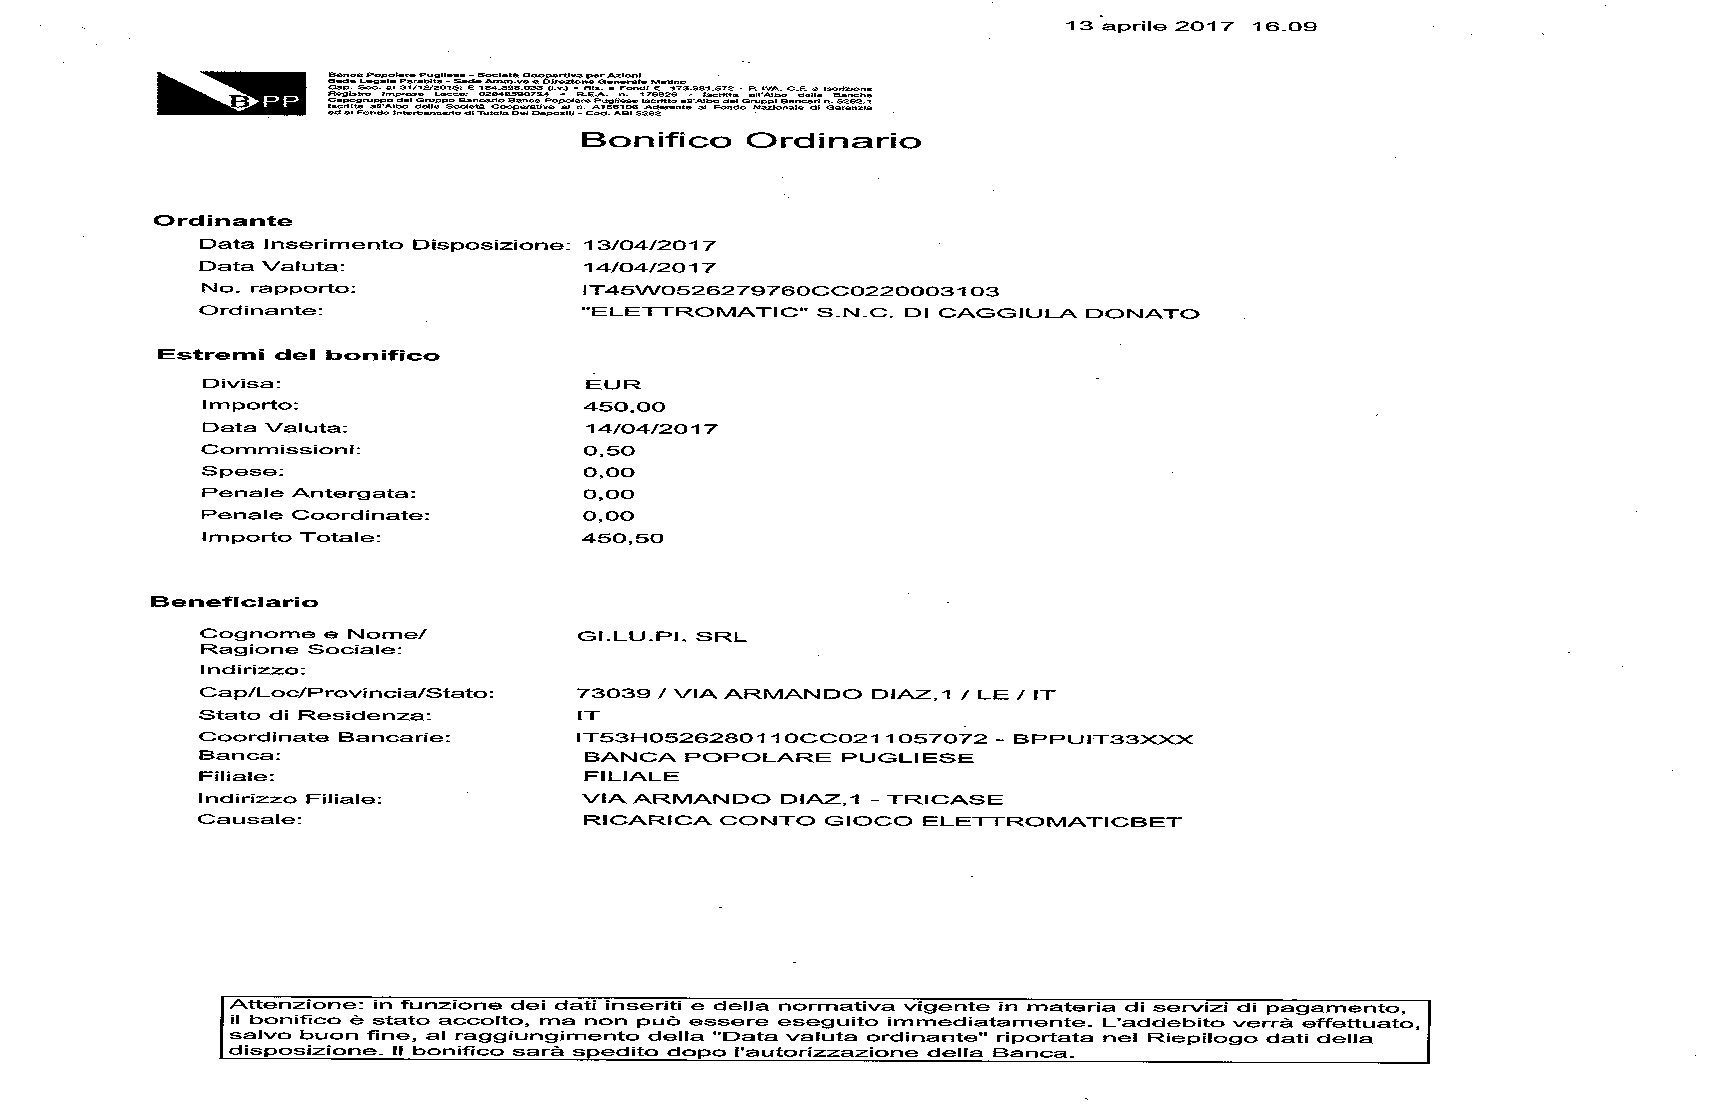 13 aprile 2017 16.09
BPP
Banca Popolare Pugliese - Società Cooperativa per Azioni
Sede Legale Parabita - Sede Amm.va e Direzione Generale Matino
Cap. Soc. al 31/12/2016: € (i.v.) - Ris. e Fondi € - P. IVA, C.F. e Iscrizione
Registro Imprese Lecce: - R.E.A. n. 176926 - Iscritta all'Albo delle Banche
Capogruppo del Gruppo Bancario Banca Popolare Pugliese iscritto all'Albo dei Gruppi Bancari n. 5262.1
Iscritta all'Albo delle Società Cooperative al n. Aderente al Fondo Nazionale di Garanzia
ed al Fondo Interbancario di Tutela Dei Depositi - Cod. ABI 5262
Bonifico Ordinario
Ordinante
Data Inserimento Disposizione: 13/04/2017
Data Valuta: 14/04/2017
No. rapporto: IT45W0526279760CC0220003103
Ordinante: "ELETTROMATIC" S.N.C. DI CAGGIULA DONATO
Estremi del bonifico
Divisa: EUR
Importo: 450,00
Data Valuta: 14/04/2017
Commissioni: 0,50
Spese: 0,00
Penale Antergata: 0,00
Penale Coordinate: 0,00
Importo Totale: 450,50
Beneficiario
Cognome e Nome/ GI.LU.PI. SRL
Ragione Sociale:
Indirizzo:
Cap/Loc/Provincia/Stato: 73039 / VIA ARMANDO DIAZ,1 / LE / IT
Stato di Residenza: IT
Coordinate Bancarie: IT53H0526280110CC0211057072 - BPPUIT33XXX
Banca: BANCA POPOLARE PUGLIESE
Filiale: FILIALE
Indirizzo Filiale: VIA ARMANDO DIAZ,1 - TRICASE
Causale: RICARICA CONTO GIOCO ELETTROMATICBET
Attenzione: in funzione dei dati inseriti e della normativa vigente in materia di servizi di pagamento,
il bonifico è stato accolto, ma non può essere eseguito immediatamente. L'addebito verrà effettuato,
salvo buon fine, al raggiungimento della "Data valuta ordinante" riportata nel Riepilogo dati della
disposizione. Il bonifico sarà spedito dopo l'autorizzazione della Banca.